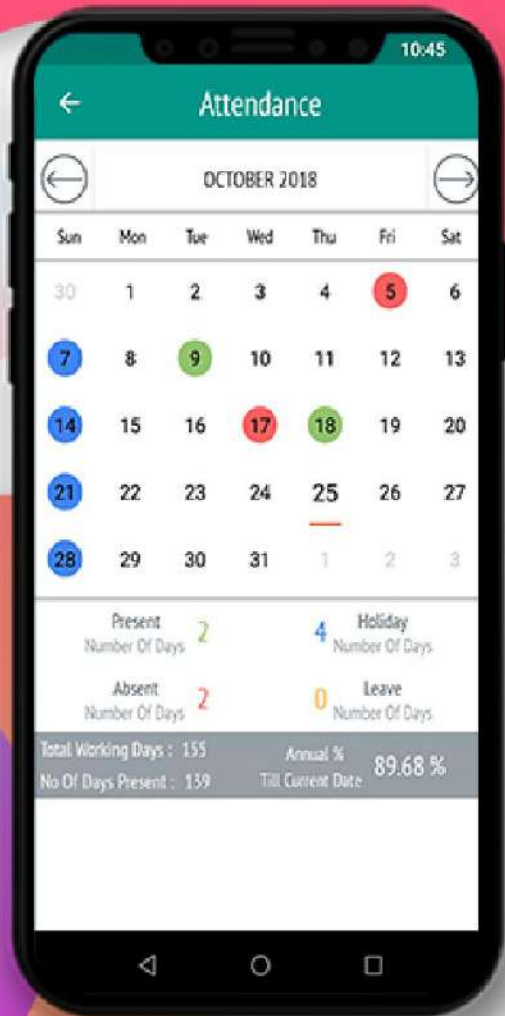 10:45
Attendance
OCTOBER 2018
Sun Mon Tue Wed Thu Fri Sat
30 1 2 3 4 5 6
7 8 9 10 11 12 13
14 15 16 17 18 19 20
21 22 23 24 25 26 27
28 29 30 31 1 2 3
Present
Number Of Days 2
4 Holiday
Number Of Days
Absent
Number Of Days 2
0 Leave
Number Of Days
Total Working Days : 155
No Of Days Present : 139
Annual %
Till Current Date
89.68 %